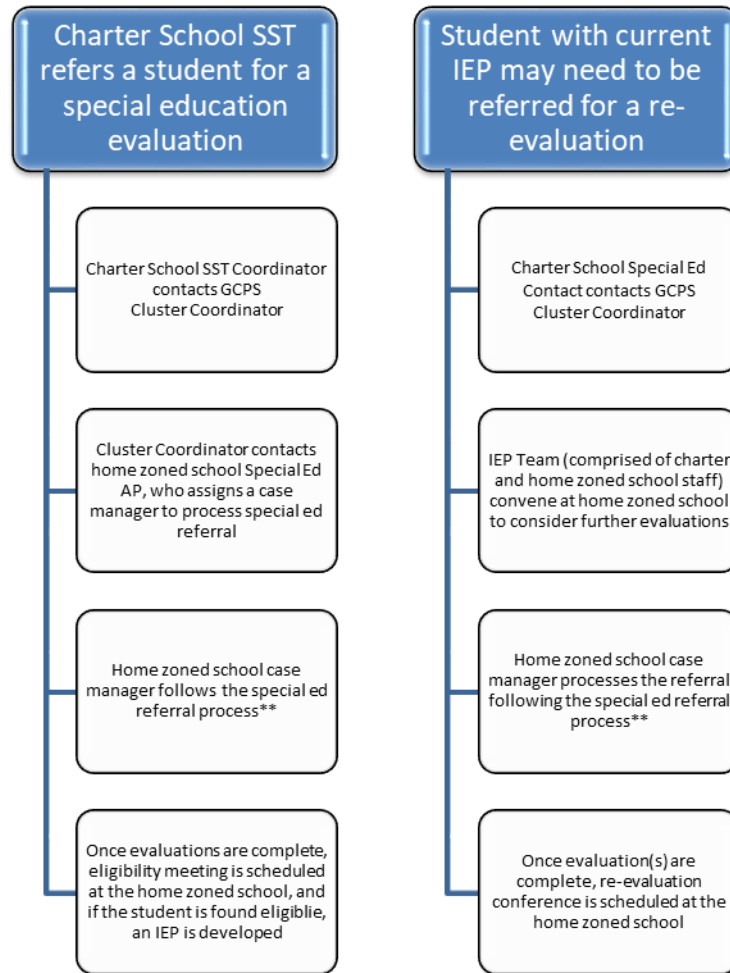 Charter School SST
refers a student for a
special education
evaluation
Charter School SST Coordinator
contacts GCPS
Cluster Coordinator
Cluster Coordinator contacts
home zoned school Special Ed
AP, who assigns a case
manager to process special ed
referral
Home zoned school case
manager follows the special ed
referral process**
Once evaluations are complete,
eligibility meeting is scheduled
at the home zoned school, and
if the student is found eligiblie,
an IEP is developed
Student with current
IEP may need to be
referred for a re-
evaluation
Charter School Special Ed
Contact contacts GCPS
Cluster Coordinator
IEP Team (comprised of charter
and home zoned school staff)
convene at home zoned school
to consider further evaluations
Home zoned school case
manager processes the referral
following the special ed referral
process**
Once evaluation(s) are
complete, re-evaluation
conference is scheduled at the
home zoned school